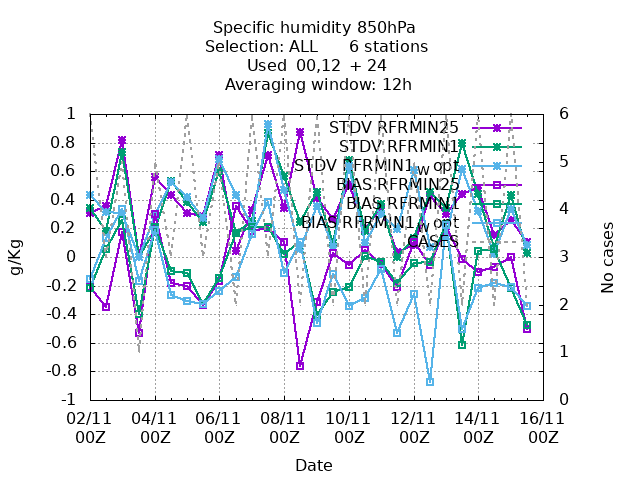 Specific humidity 850hPa
Selection: ALL 6 stations
Used 00,12 + 24
Averaging window: 12h
1
0.8
0.6
0.4
0.2
0
-0.2
-0.4
-0.6
-0.8
-1
g/Kg
6
5
4
3
2
1
0
No cases
STDV RFRMIN25
STDV RFRMIN1
STDV RFRMIN1w opt
BIAS RFRMIN25
BIAS RFRMIN1
BIAS RFRMIN1w opt
CASES
02/11 04/11 06/11 08/11 10/11 12/11 14/11 16/11
00Z 00Z 00Z 00Z 00Z 00Z 00Z 00Z
Date